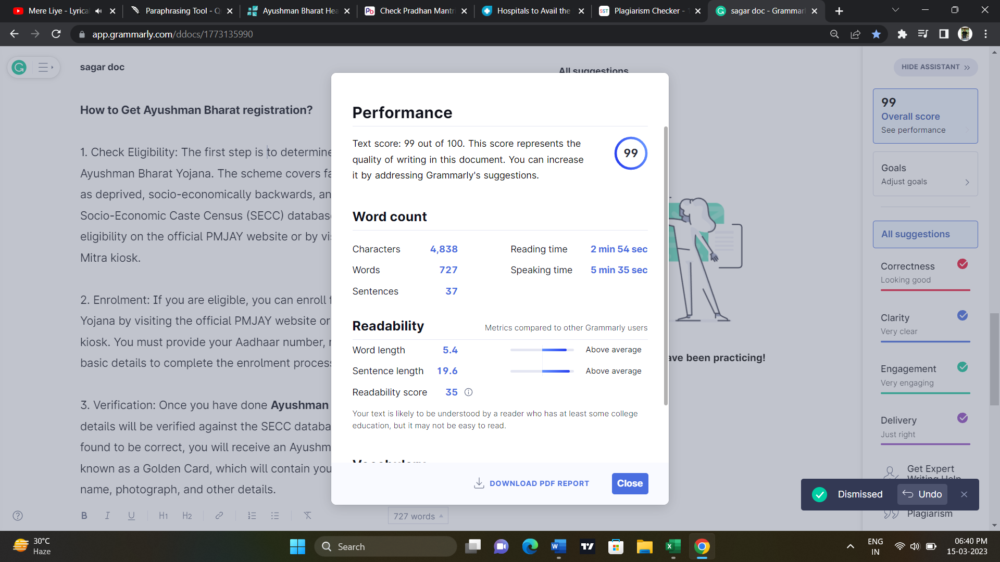 Mere Liye - Lyrica
Paraphrasing Tool - Q
Ayushman Bharat Hea
Check Pradhan Mantri
Hospitals to Avail the
Plagiarism Checker - 1
sagar doc - Grammarl
app.grammarly.com/ddocs/1773135990
sagar doc
All suggestions
HIDE ASSISTANT
How to Get Ayushman Bharat registration?
1. Check Eligibility: The first step is to determine
Ayushman Bharat Yojana. The scheme covers fa
as deprived, socio-economically backwards, an
Socio-Economic Caste Census (SECC) database
eligibility on the official PMJAY website or by vi
Mitra kiosk.
2. Enrolment: If you are eligible, you can enroll f
Yojana by visiting the official PMJAY website or
kiosk. You must provide your Aadhaar number, r
basic details to complete the enrolment process
3. Verification: Once you have done Ayushman
details will be verified against the SECC databa
found to be correct, you will receive an Ayushm
known as a Golden Card, which will contain you
name, photograph, and other details.
Performance
Text score: 99 out of 100. This score represents the
quality of writing in this document. You can increase
it by addressing Grammarly's suggestions.
99
Word count
Characters 4,838 Reading time 2 min 54 sec
Words 727 Speaking time 5 min 35 sec
Sentences 37
Readability Metrics compared to other Grammarly users
Word length 5.4 Above average
Sentence length 19.6 Above average
Readability score 35
Your text is likely to be understood by a reader who has at least some college
education, but it may not be easy to read.
Vocabulary
DOWNLOAD PDF REPORT
Close
ave been practicing!
99
Overall score
See performance
Goals
Adjust goals
All suggestions
Correctness
Looking good
Clarity
Very clear
Engagement
Very engaging
Delivery
Just right
Get Expert
Writing Help
Dismissed Undo
Plagiarism
B I U H1 H2
727 words
30°C
Haze
Search
ENG
IN
06:40 PM
15-03-2023